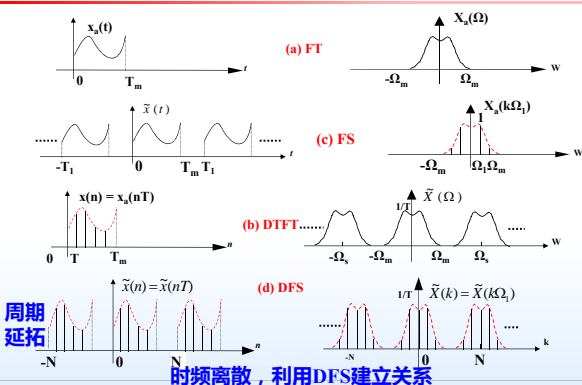 xa(t)
Xa(Ω)
(a) FT
0 Tm t
-Ωm Ωm W
x̃(t)
Xa(kΩ1)
1
(c) FS
-T1 0 Tm T1 t
-Ωm Ω1 Ωm W
x(n) = xa(nT)
1/T X̃(Ω)
(b) DTFT
0 T Tm n
-Ωs -Ωm Ωm Ωs W
x̃(n)=x̃(nT)
(d) DFS
1/T X̃(k)=X̃(kΩ1)
周期
延拓
-N 0 N n
-N 0 N k
时频离散，利用DFS建立关系